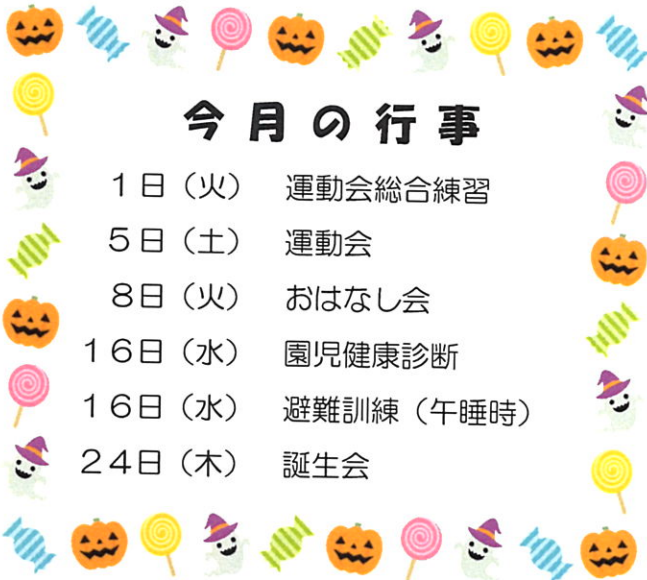 今月の行事
1日（火） 運動会総合練習
5日（土） 運動会
8日（火） おはなし会
16日（水） 園児健康診断
16日（水） 避難訓練（午睡時）
24日（木） 誕生会